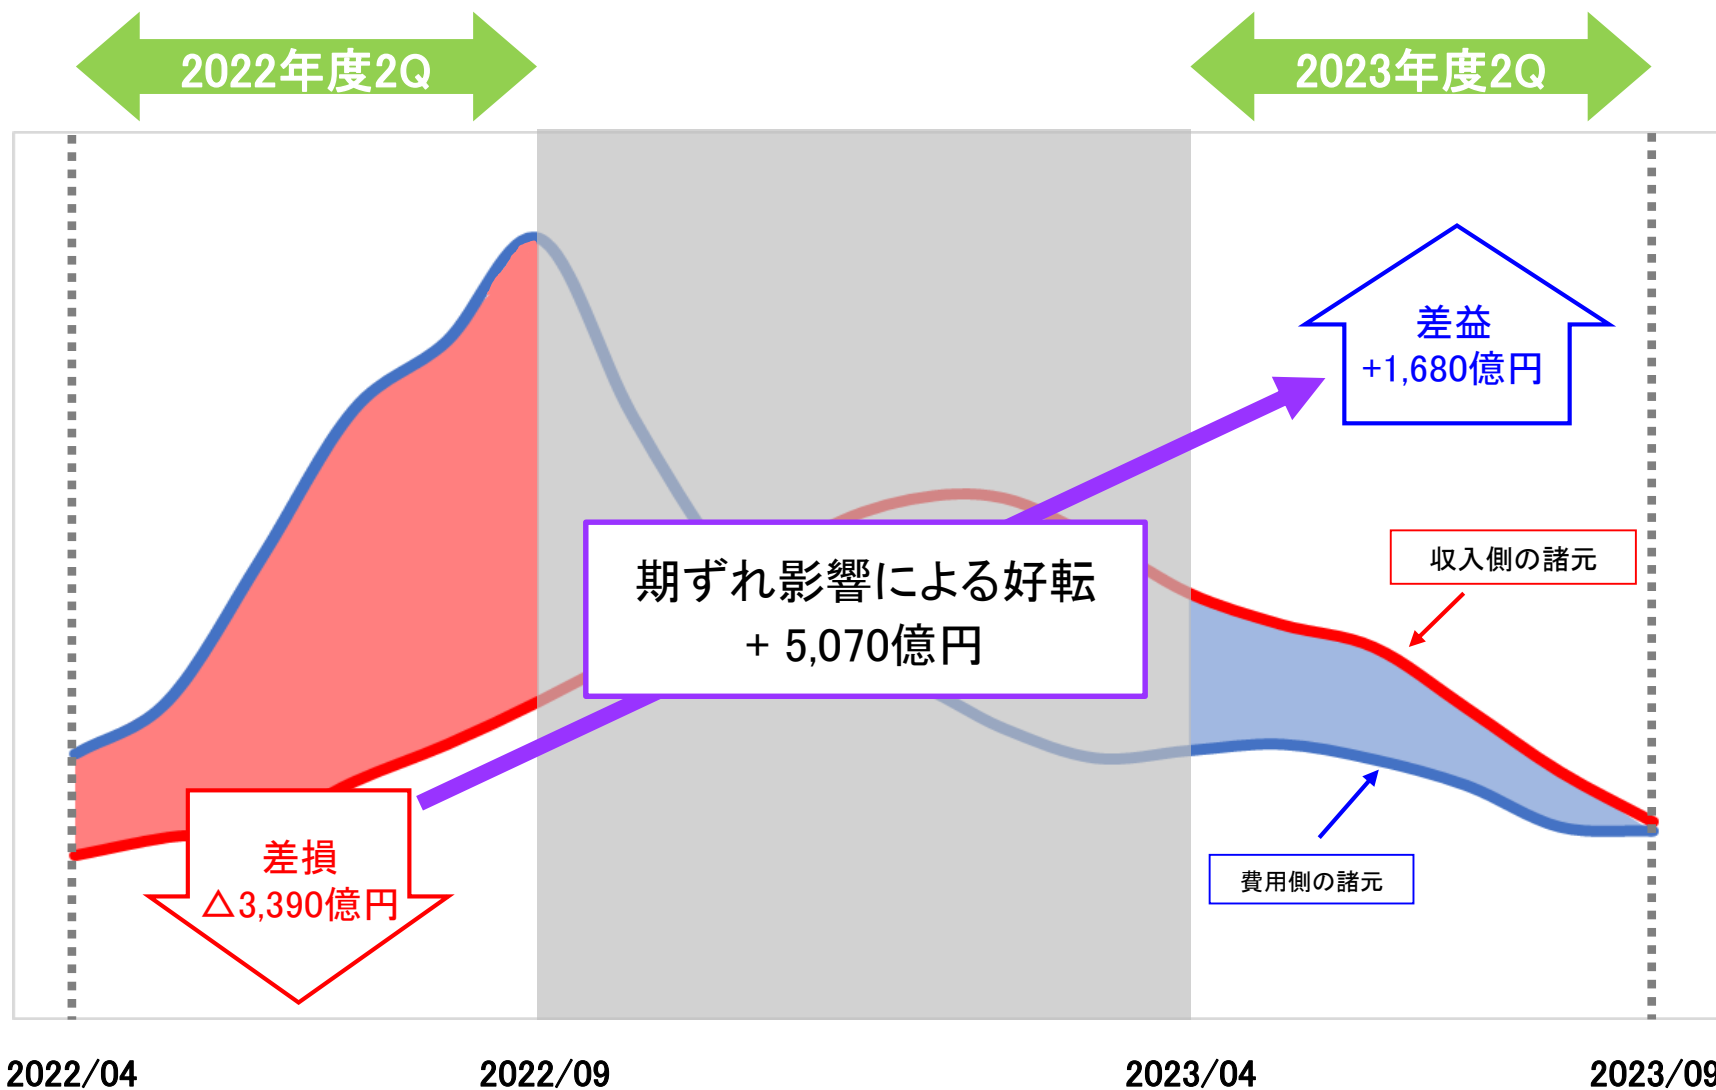 2022年度2Q
2023年度2Q
差益
+1,680億円
期ずれ影響による好転
+ 5,070億円
収入側の諸元
差損
△3,390億円
費用側の諸元
2022/04
2022/09
2023/04
2023/09